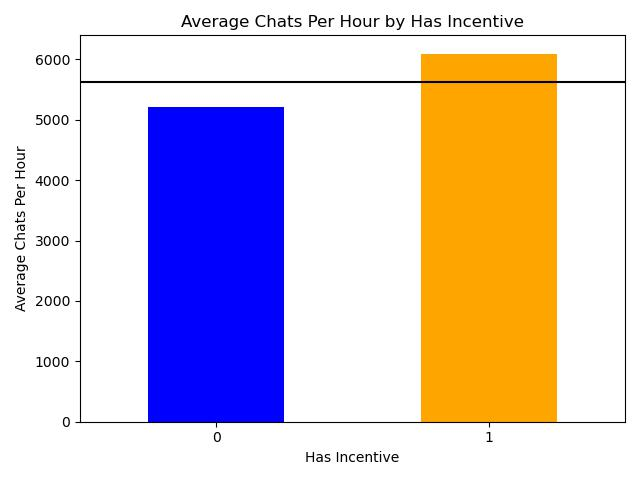 Average Chats Per Hour by Has Incentive
6000
5000
4000
3000
2000
1000
0
Average Chats Per Hour
0 1
Has Incentive